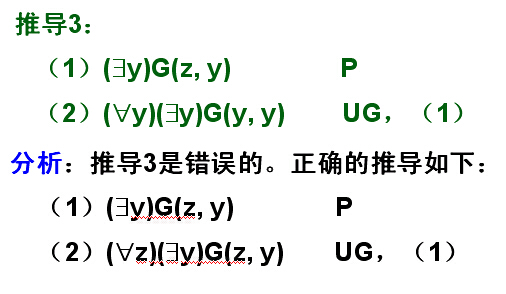 推导3：
（1）(∃y)G(z, y) P
（2）(∀y)(∃y)G(y, y) UG，（1）
分析：推导3是错误的。正确的推导如下：
（1）(∃y)G(z, y) P
（2）(∀z)(∃y)G(z, y) UG，（1）